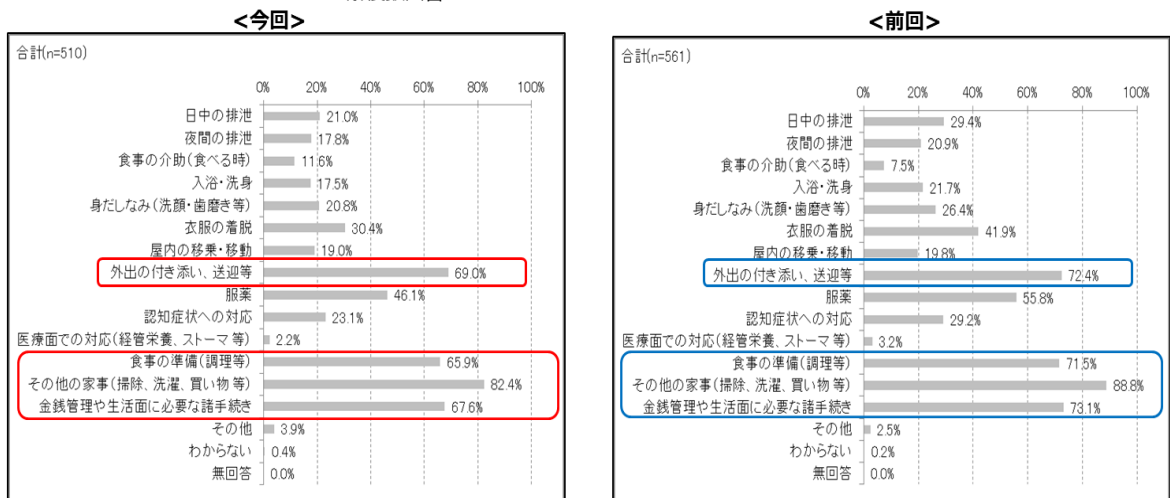 <今回>
合計(n=510)
0% 20% 40% 60% 80% 100%
日中の排泄 21.0%
夜間の排泄 17.8%
食事の介助(食べる時) 11.6%
入浴・洗身 17.5%
身だしなみ(洗顔・歯磨き等) 20.8%
衣服の着脱 30.4%
屋内の移乗・移動 19.0%
外出の付き添い、送迎等 69.0%
服薬 46.1%
認知症状への対応 23.1%
医療面での対応(経管栄養、ストーマ 等) 2.2%
食事の準備(調理等) 65.9%
その他の家事(掃除、洗濯、買い物 等) 82.4%
金銭管理や生活面に必要な諸手続き 67.6%
その他 3.9%
わからない 0.4%
無回答 0.0%
<前回>
合計(n=561)
0% 20% 40% 60% 80% 100%
日中の排泄 29.4%
夜間の排泄 20.9%
食事の介助(食べる時) 7.5%
入浴・洗身 21.7%
身だしなみ(洗顔・歯磨き等) 26.4%
衣服の着脱 41.9%
屋内の移乗・移動 19.8%
外出の付き添い、送迎等 72.4%
服薬 55.8%
認知症状への対応 29.2%
医療面での対応(経管栄養、ストーマ 等) 3.2%
食事の準備(調理等) 71.5%
その他の家事(掃除、洗濯、買い物 等) 88.8%
金銭管理や生活面に必要な諸手続き 73.1%
その他 2.5%
わからない 0.2%
無回答 0.0%